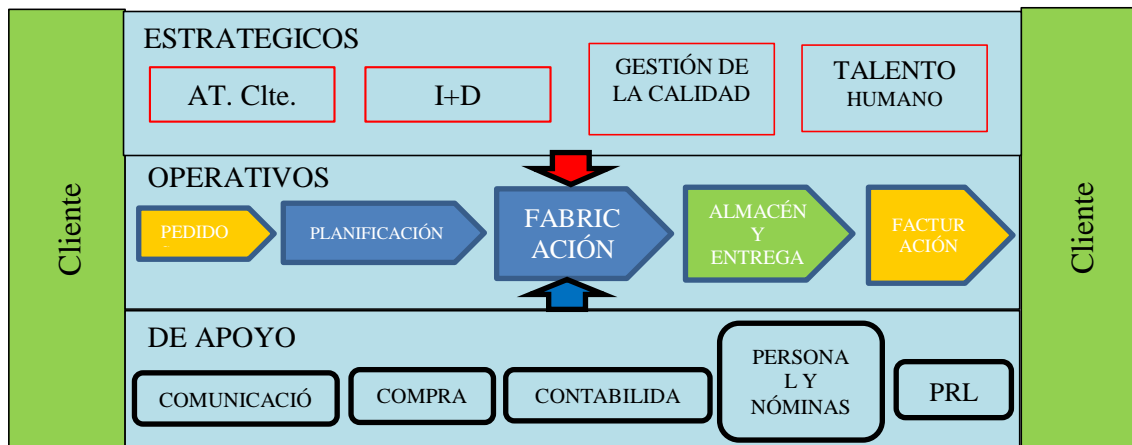 Cliente
ESTRATEGICOS
AT. Clte.
I+D
GESTIÓN DE
LA CALIDAD
TALENTO
HUMANO
OPERATIVOS
PEDIDO
PLANIFICACIÓN
FABRIC
ACIÓN
ALMACÉN
Y
ENTREGA
FACTUR
ACIÓN
DE APOYO
COMUNICACIÓ
COMPRA
CONTABILIDA
PERSONA
L Y
NÓMINAS
PRL
Cliente